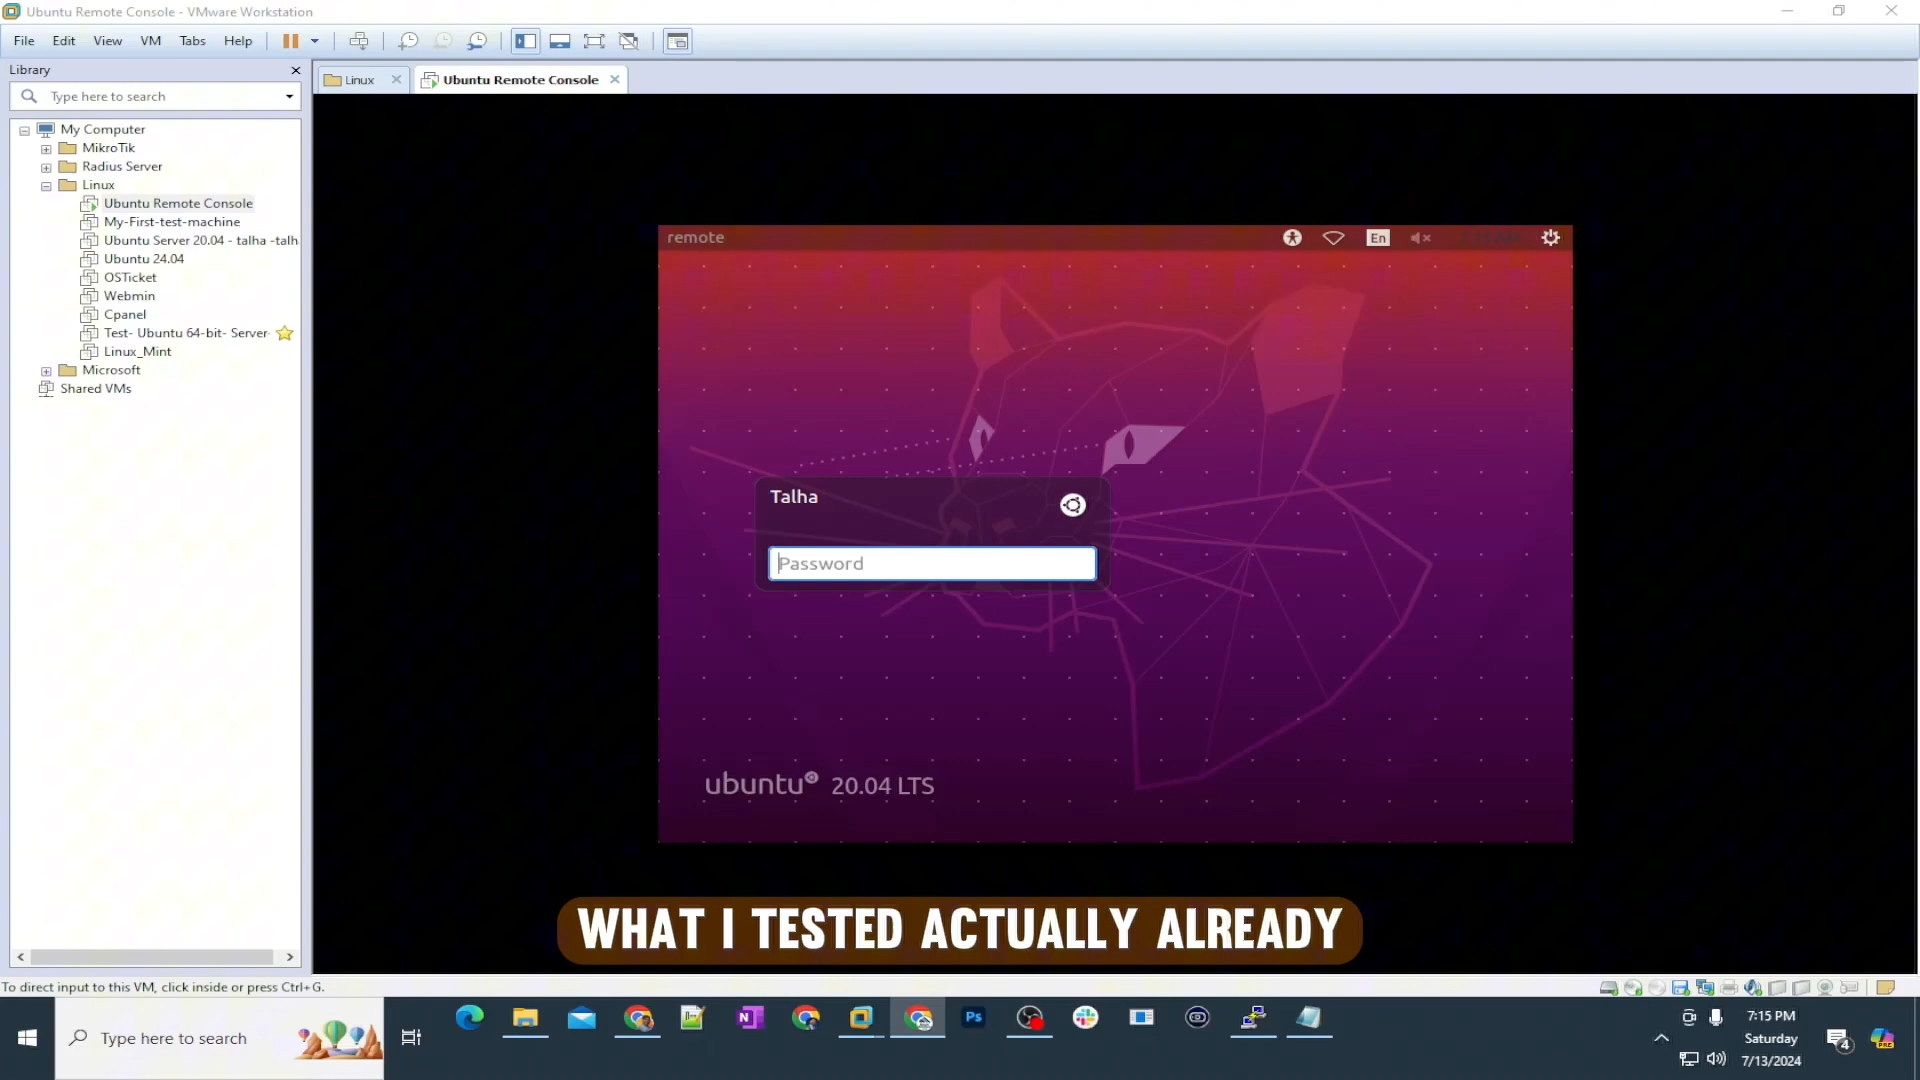 Ubuntu Remote Console - VMware Workstation
File Edit View VM Tabs Help
Library
Type here to search
Linux
Ubuntu Remote Console
My Computer
MikroTik
Radius Server
Linux
Ubuntu Remote Console
My-First-test-machine
Ubuntu Server 20.04 - talha -talh
Ubuntu 24.04
OSTicket
Webmin
Cpanel
Test- Ubuntu 64-bit- Server-
Linux_Mint
Microsoft
Shared VMs
remote
En
Talha
Password
ubuntu 20.04 LTS
WHAT I TESTED ACTUALLY ALREADY
To direct input to this VM, click inside or press Ctrl+G.
Type here to search
N
Ps
7:15 PM
Saturday
7/13/2024
4
PRE